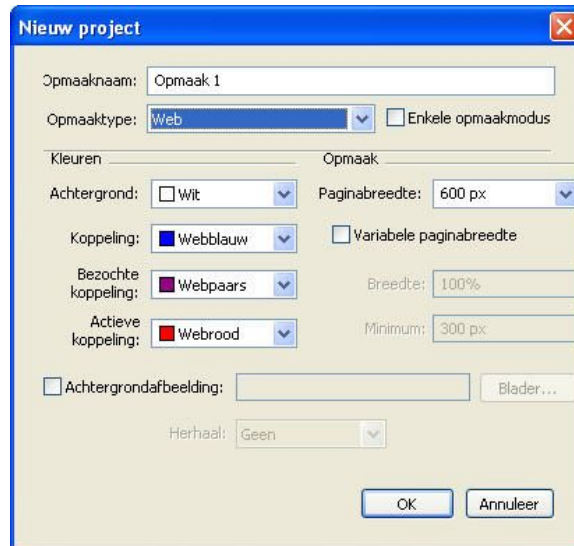 Nieuw project
Opmaaknaam: Opmaak 1
Opmaaktype: Web Enkele opmaakmodus
Kleuren Opmaak
Achtergrond: Wit Paginabreedte: 600 px
Koppeling: Webblauw Variabele paginabreedte
Bezochte
koppeling: Webpaars Breedte: 100%
Actieve
koppeling: Webrood Minimum: 300 px
Achtergrondafbeelding: Blader...
Herhaal: Geen
OK Annuleer